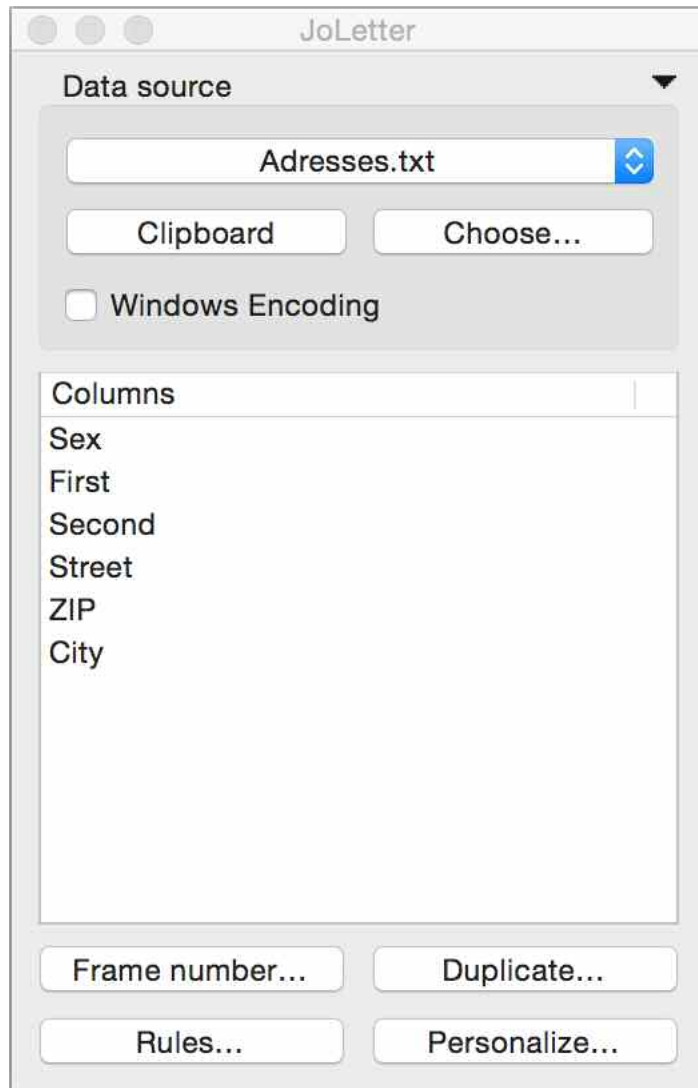 JoLetter
Data source
Adresses.txt
Clipboard Choose...
Windows Encoding
Columns
Sex
First
Second
Street
ZIP
City
Frame number... Duplicate...
Rules... Personalize...